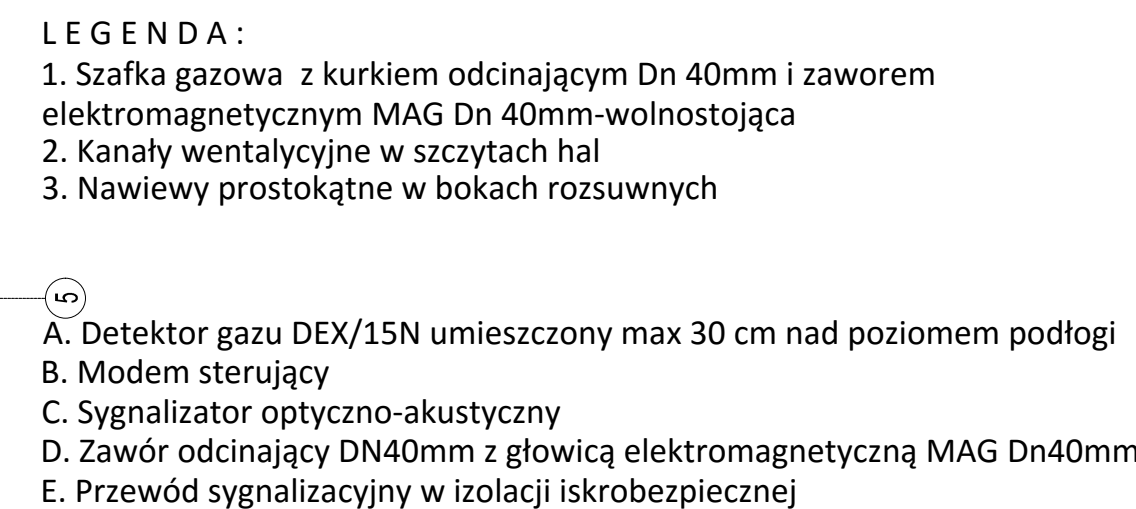 L E G E N D A :
1. Szafka gazowa z kurkiem odcinającym Dn 40mm i zaworem
elektromagnetycznym MAG Dn 40mm-wolnostojąca
2. Kanały wentalycyjne w szczytach hal
3. Nawiewy prostokątne w bokach rozsuwnych
5
A. Detektor gazu DEX/15N umieszczony max 30 cm nad poziomem podłogi
B. Modem sterujący
C. Sygnalizator optyczno-akustyczny
D. Zawór odcinający DN40mm z głowicą elektromagnetyczną MAG Dn40mm
E. Przewód sygnalizacyjny w izolacji iskrobezpiecznej